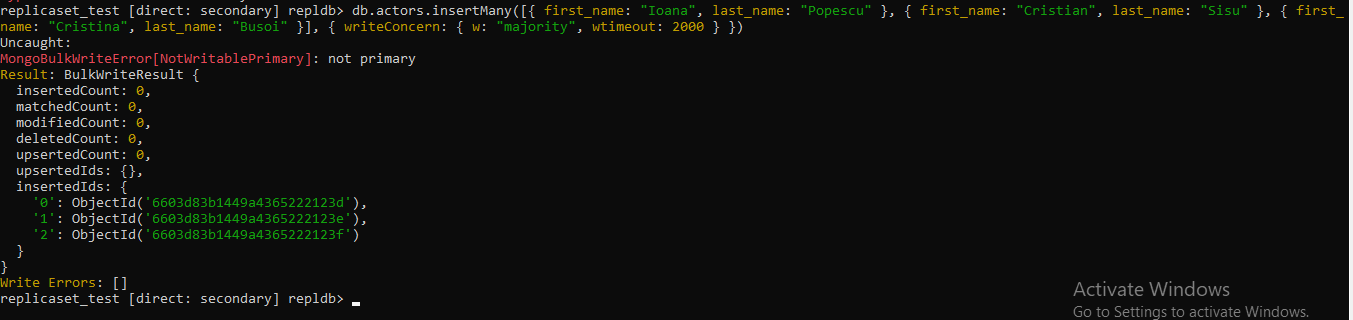 replicaset_test [direct: secondary] repldb> db.actors.insertMany([{ first_name: "Ioana", last_name: "Popescu" }, { first_name: "Cristian", last_name: "Sisu" }, { first_
name: "Cristina", last_name: "Busoi" }], { writeConcern: { w: "majority", wtimeout: 2000 } })
Uncaught:
MongoBulkWriteError[NotWritablePrimary]: not primary
Result: BulkWriteResult {
  insertedCount: 0,
  matchedCount: 0,
  modifiedCount: 0,
  deletedCount: 0,
  upsertedCount: 0,
  upsertedIds: {},
  insertedIds: {
    '0': ObjectId('6603d83b1449a4365222123d'),
    '1': ObjectId('6603d83b1449a4365222123e'),
    '2': ObjectId('6603d83b1449a4365222123f')
  }
}
Write Errors: []
replicaset_test [direct: secondary] repldb>
Activate Windows
Go to Settings to activate Windows.